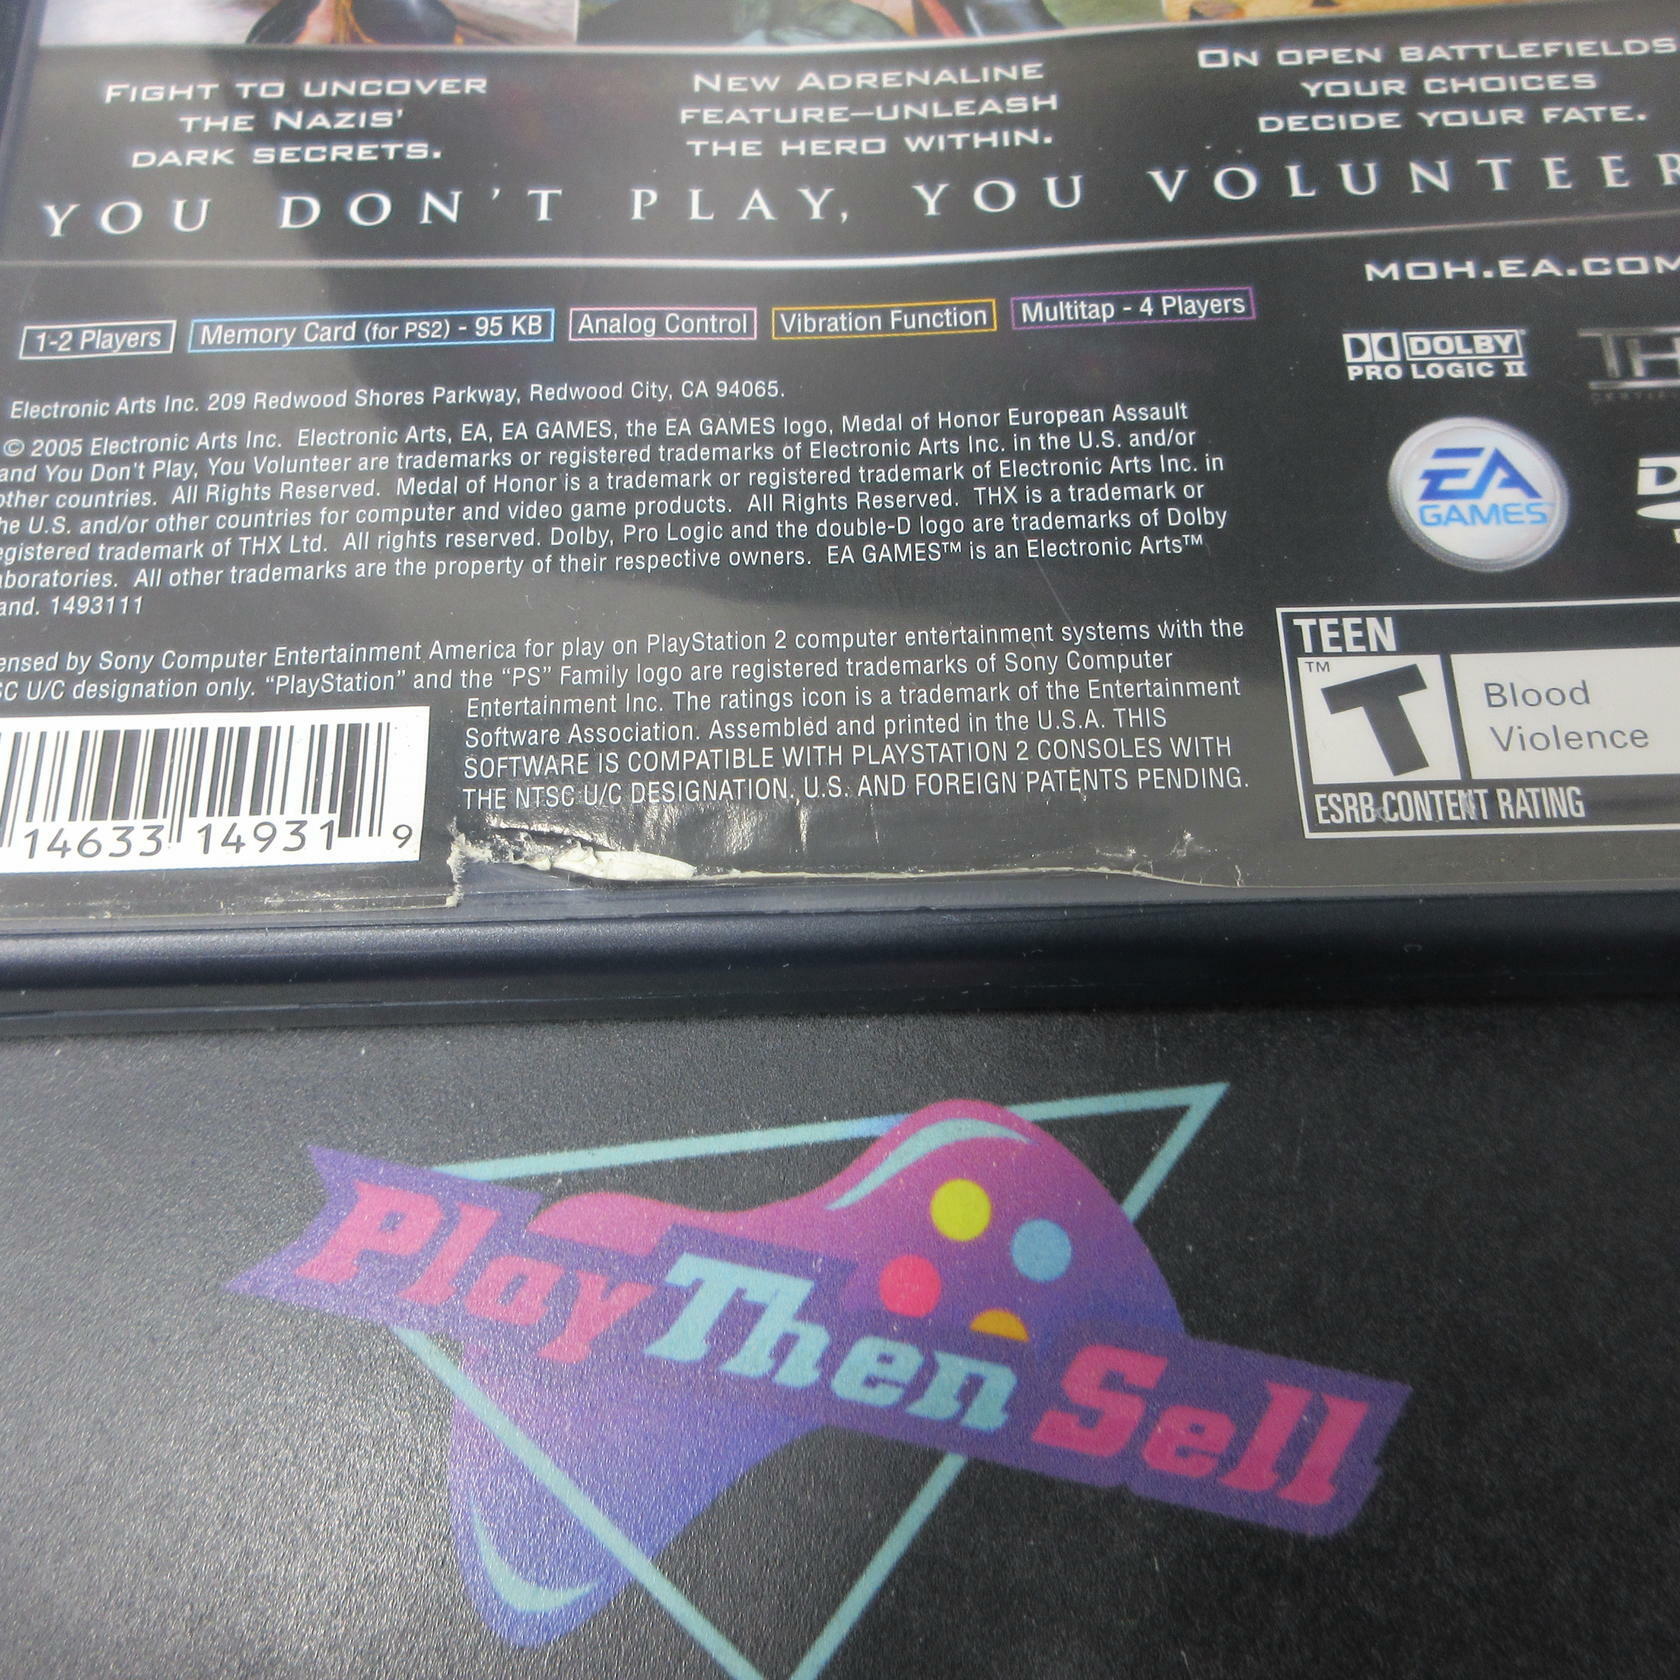 FIGHT TO UNCOVER
THE NAZIS'
DARK SECRETS.
NEW ADRENALINE
FEATURE—UNLEASH
THE HERO WITHIN.
ON OPEN BATTLEFIELDS
YOUR CHOICES
DECIDE YOUR FATE.
YOU DON'T PLAY, YOU VOLUNTEER
MOH.EA.COM
1-2 Players
Memory Card (for PS2) - 95 KB
Analog Control
Vibration Function
Multitap - 4 Players
DOLBY
PRO LOGIC II
TH
Electronic Arts Inc. 209 Redwood Shores Parkway, Redwood City, CA 94065.
© 2005 Electronic Arts Inc. Electronic Arts, EA, EA GAMES, the EA GAMES logo, Medal of Honor European Assault
and You Don't Play, You Volunteer are trademarks or registered trademarks of Electronic Arts Inc. in the U.S. and/or
other countries. All Rights Reserved. Medal of Honor is a trademark or registered trademark of Electronic Arts Inc. in
he U.S. and/or other countries for computer and video game products. All Rights Reserved. THX is a trademark or
egistered trademark of THX Ltd. All rights reserved. Dolby, Pro Logic and the double-D logo are trademarks of Dolby
aboratories. All other trademarks are the property of their respective owners. EA GAMES™ is an Electronic Arts™
and. 1493111
EA
GAMES™
ensed by Sony Computer Entertainment America for play on PlayStation 2 computer entertainment systems with the
SC U/C designation only. “PlayStation” and the “PS” Family logo are registered trademarks of Sony Computer
Entertainment Inc. The ratings icon is a trademark of the Entertainment
Software Association. Assembled and printed in the U.S.A. THIS
SOFTWARE IS COMPATIBLE WITH PLAYSTATION 2 CONSOLES WITH
THE NTSC U/C DESIGNATION. U.S. AND FOREIGN PATENTS PENDING.
14633 14931 9
TEEN
™
T
Blood
Violence
ESRB CONTENT RATING
Play Then Sell